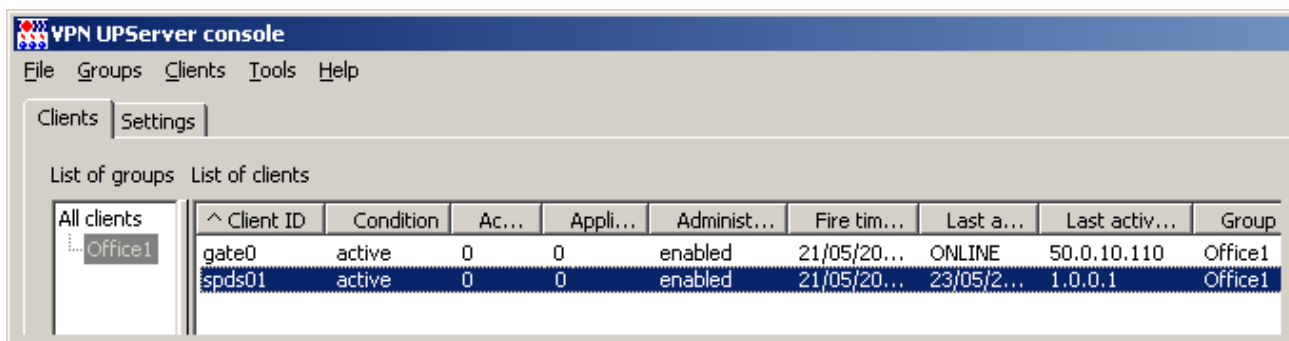 VPN UPServer console
File Groups Clients Tools Help
Clients Settings
List of groups List of clients
All clients ^ Client ID Condition Ac... Appli... Administ... Fire tim... Last a... Last activ... Group
Office1 gate0 active 0 0 enabled 21/05/20... ONLINE 50.0.10.110 Office1
spds01 active 0 0 enabled 21/05/20... 23/05/2... 1.0.0.1 Office1